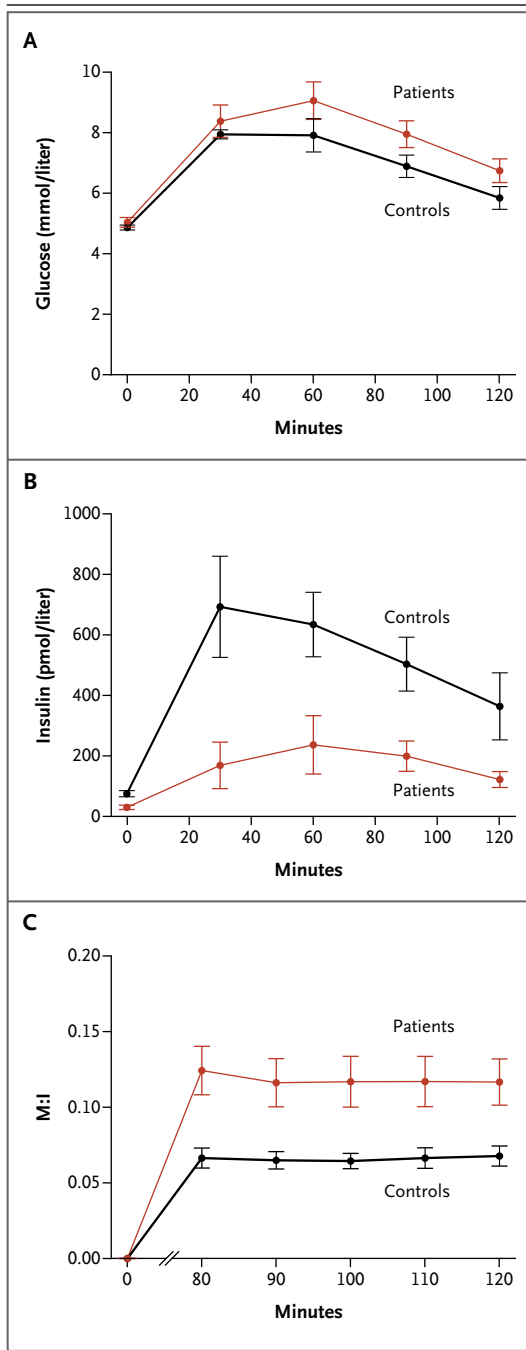 A
10
8
6
4
2
0
Glucose (mmol/liter)
Patients
Controls
0 20 40 60 80 100 120
Minutes
B
1000
800
600
400
200
0
Insulin (pmol/liter)
Controls
Patients
0 20 40 60 80 100 120
Minutes
C
0.20
0.15
0.10
0.05
0.00
M:I
Patients
Controls
0 80 90 100 110 120
Minutes